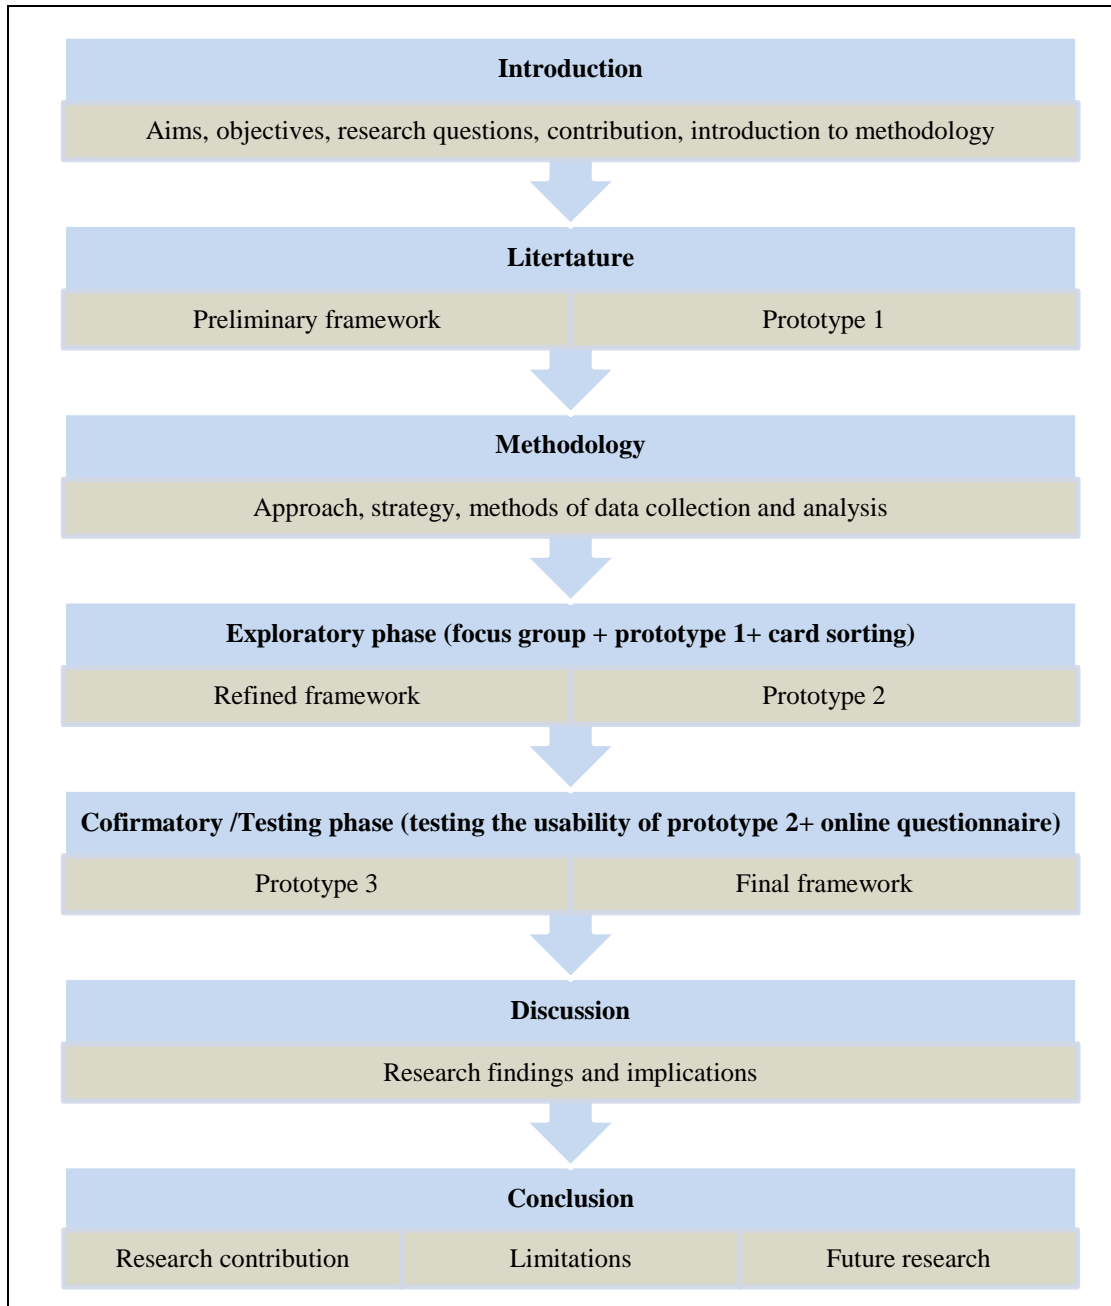 Introduction
Aims, objectives, research questions, contribution, introduction to methodology
Litertature
Preliminary framework
Prototype 1
Methodology
Approach, strategy, methods of data collection and analysis
Exploratory phase (focus group + prototype 1+ card sorting)
Refined framework
Prototype 2
Cofirmatory /Testing phase (testing the usability of prototype 2+ online questionnaire)
Prototype 3
Final framework
Discussion
Research findings and implications
Conclusion
Research contribution
Limitations
Future research